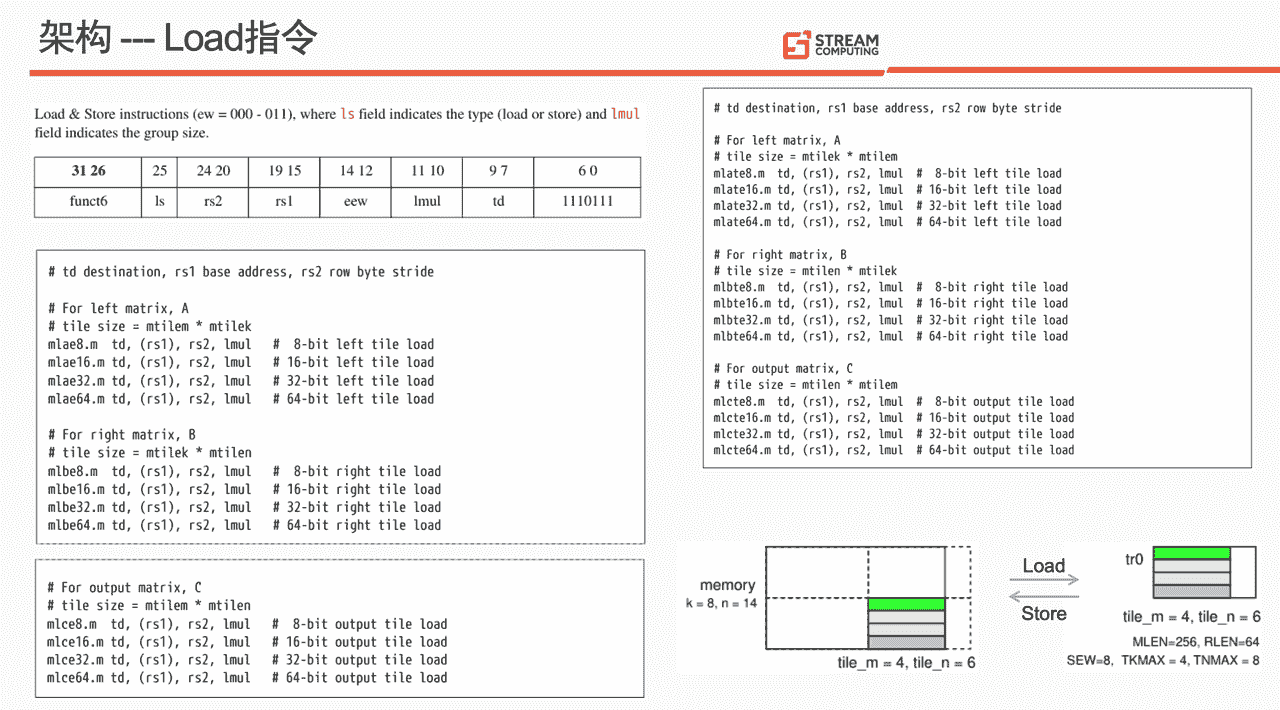 架构 --- Load指令
STREAM
COMPUTING
Load & Store instructions (ew = 000 - 011), where ls field indicates the type (load or store) and lmul
field indicates the group size.
31 26 25 24 20 19 15 14 12 11 10 9 7 6 0
funct6 ls rs2 rs1 eew lmul td 1110111
# td destination, rs1 base address, rs2 row byte stride
# For left matrix, A
# tile size = mtilem * mtilek
mlae8.m td, (rs1), rs2, lmul # 8-bit left tile load
mlae16.m td, (rs1), rs2, lmul # 16-bit left tile load
mlae32.m td, (rs1), rs2, lmul # 32-bit left tile load
mlae64.m td, (rs1), rs2, lmul # 64-bit left tile load
# For right matrix, B
# tile size = mtilek * mtilen
mlbe8.m td, (rs1), rs2, lmul # 8-bit right tile load
mlbe16.m td, (rs1), rs2, lmul # 16-bit right tile load
mlbe32.m td, (rs1), rs2, lmul # 32-bit right tile load
mlbe64.m td, (rs1), rs2, lmul # 64-bit right tile load
# For output matrix, C
# tile size = mtilem * mtilen
mlce8.m td, (rs1), rs2, lmul # 8-bit output tile load
mlce16.m td, (rs1), rs2, lmul # 16-bit output tile load
mlce32.m td, (rs1), rs2, lmul # 32-bit output tile load
mlce64.m td, (rs1), rs2, lmul # 64-bit output tile load
# td destination, rs1 base address, rs2 row byte stride
# For left matrix, A
# tile size = mtilek * mtilem
mlate8.m td, (rs1), rs2, lmul # 8-bit left tile load
mlate16.m td, (rs1), rs2, lmul # 16-bit left tile load
mlate32.m td, (rs1), rs2, lmul # 32-bit left tile load
mlate64.m td, (rs1), rs2, lmul # 64-bit left tile load
# For right matrix, B
# tile size = mtilen * mtilek
mlbte8.m td, (rs1), rs2, lmul # 8-bit right tile load
mlbte16.m td, (rs1), rs2, lmul # 16-bit right tile load
mlbte32.m td, (rs1), rs2, lmul # 32-bit right tile load
mlbte64.m td, (rs1), rs2, lmul # 64-bit right tile load
# For output matrix, C
# tile size = mtilen * mtilem
mlcte8.m td, (rs1), rs2, lmul # 8-bit output tile load
mlcte16.m td, (rs1), rs2, lmul # 16-bit output tile load
mlcte32.m td, (rs1), rs2, lmul # 32-bit output tile load
mlcte64.m td, (rs1), rs2, lmul # 64-bit output tile load
memory
k = 8, n = 14
tile_m = 4, tile_n = 6
Load
Store
tr0
tile_m = 4, tile_n = 6
MLEN=256, RLEN=64
SEW=8, TKMAX = 4, TNMAX = 8